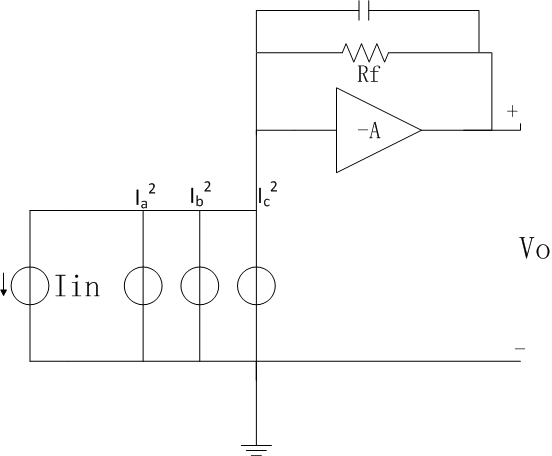 Rf
-A
+
Ia²
Ib²
Ic²
Iin
Vo
-